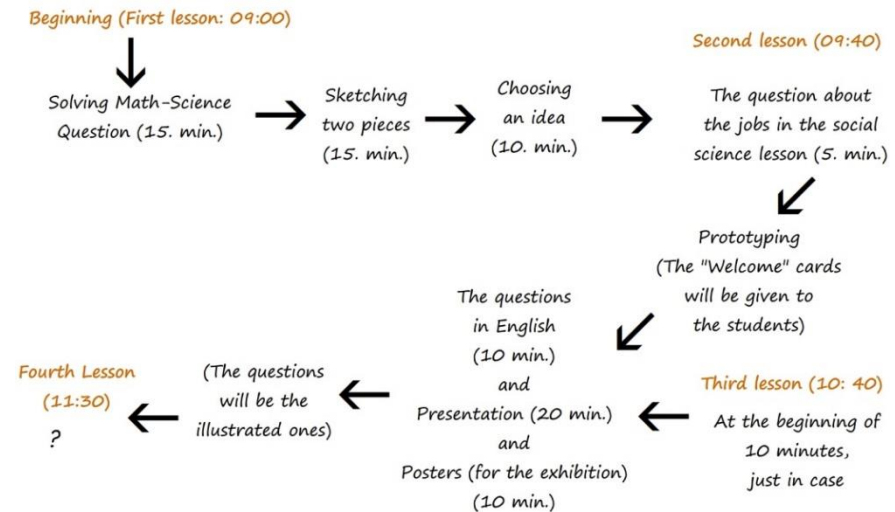 Beginning (First lesson: 09:00)
Solving Math-Science
Question (15. min.)
Sketching
two pieces
(15. min.)
Choosing
an idea
(10. min.)
Second lesson (09:40)
The question about
the jobs in the social
science lesson (5. min.)
Prototyping
(The "Welcome" cards
will be given to
the students)
Third lesson (10: 40)
At the beginning of
10 minutes,
just in case
The questions
in English
(10 min.)
and
Presentation (20 min.)
and
Posters (for the exhibition)
(10 min.)
(The questions
will be the
illustrated ones)
Fourth Lesson
(11:30)
?